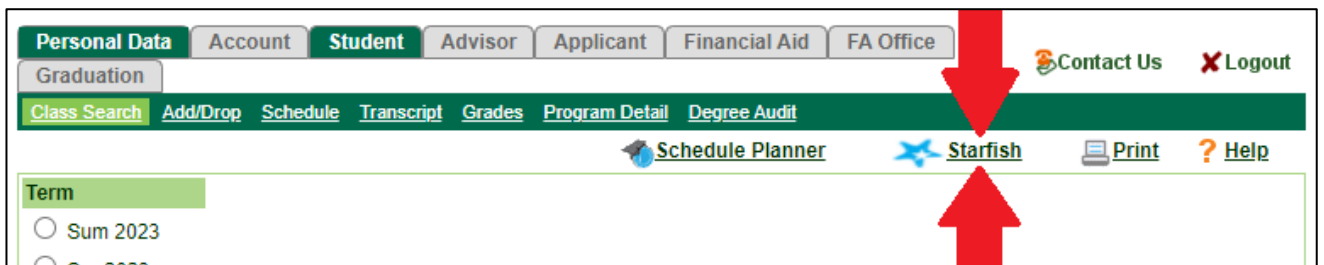 Personal Data Account Student Advisor Applicant Financial Aid FA Office
Graduation
Contact Us Logout
Class Search Add/Drop Schedule Transcript Grades Program Detail Degree Audit
Schedule Planner Starfish Print ? Help
Term
Sum 2023